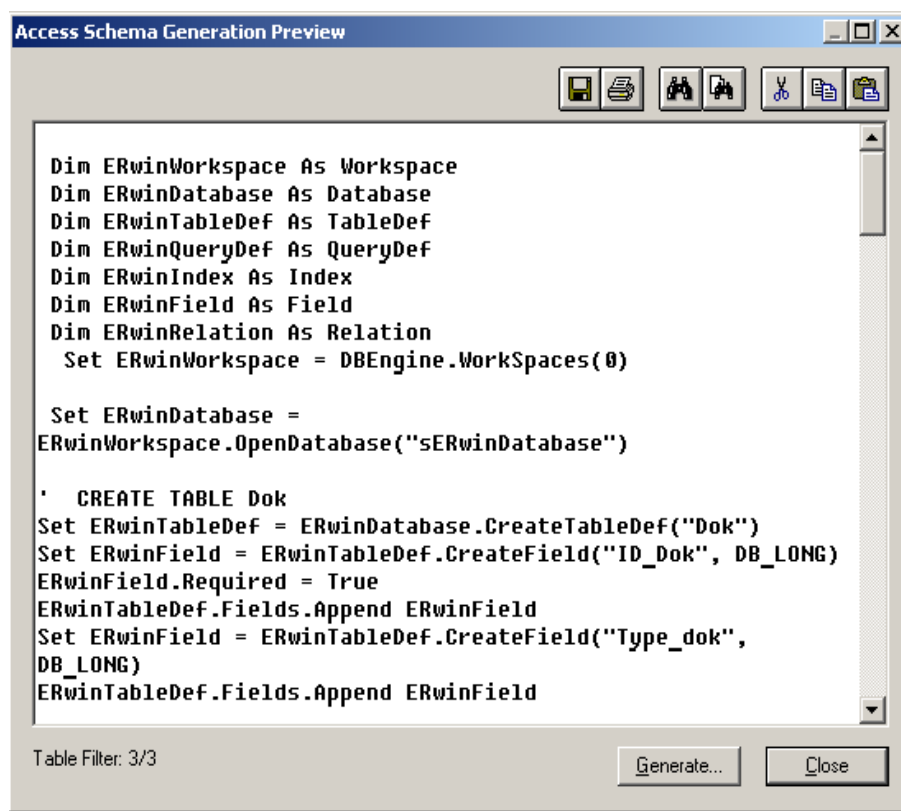 Access Schema Generation Preview
Dim ERwinWorkspace As Workspace
Dim ERwinDatabase As Database
Dim ERwinTableDef As TableDef
Dim ERwinQueryDef As QueryDef
Dim ERwinIndex As Index
Dim ERwinField As Field
Dim ERwinRelation As Relation
Set ERwinWorkspace = DBEngine.WorkSpaces(0)
Set ERwinDatabase =
ERwinWorkspace.OpenDatabase("sERwinDatabase")
' CREATE TABLE Dok
Set ERwinTableDef = ERwinDatabase.CreateTableDef("Dok")
Set ERwinField = ERwinTableDef.CreateField("ID_Dok", DB_LONG)
ERwinField.Required = True
ERwinTableDef.Fields.Append ERwinField
Set ERwinField = ERwinTableDef.CreateField("Type_dok",
DB_LONG)
ERwinTableDef.Fields.Append ERwinField
Table Filter: 3/3
Generate...
Close